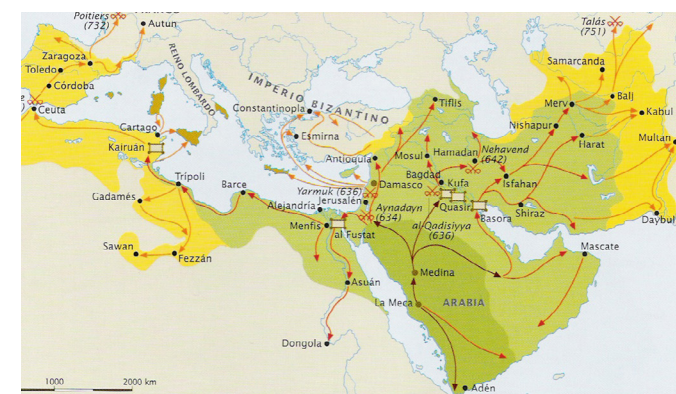 Poitiers
(732)
Autun
Talás
(751)
Zaragoza
Toledo
Córdoba
Ceuta
REINO LOMBARDO
IMPERIO BIZANTINO
Constantinopla
Esmirna
Tiflis
Samarcanda
Merv
Balj
Kabul
Nishapur
Harat
Multan
Cartago
Kairuán
Trípoli
Barce
Gadamés
Sawan
Fezzán
Antioquía
Mosul
Hamadan
Nehavend
(642)
Bagdad
Isfahan
Yarmuk (636)
Damasco
Kufa
Jerusalén
Quasir
Alejandría
Aynadayn
(634)
al-Qadisiyya
(636)
Basora
Shiraz
Daybul
Menfis
al Fustat
Mascate
Medina
Asuán
La Meca
ARABIA
Dongola
Adén
1000
2000 km